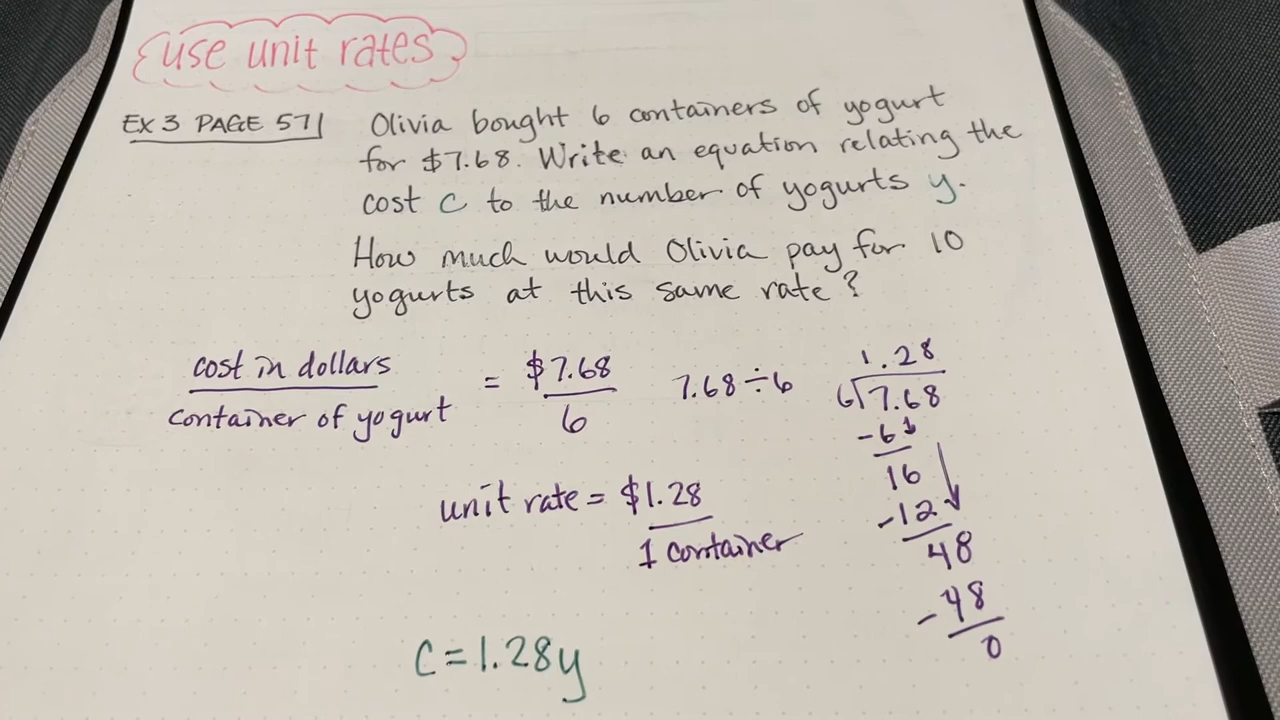 use unit rates
EX 3 PAGE 571
Olivia bought 6 containers of yogurt
for $7.68. Write an equation relating the
cost c to the number of yogurts y.
How much would Olivia pay for 10
yogurts at this same rate?
cost in dollars
container of yogurt
= $7.68
6
7.68÷6
1.28
6)7.68
-6↓
16
-12
48
-48
0
unit rate = $1.28
1 container
C=1.28y